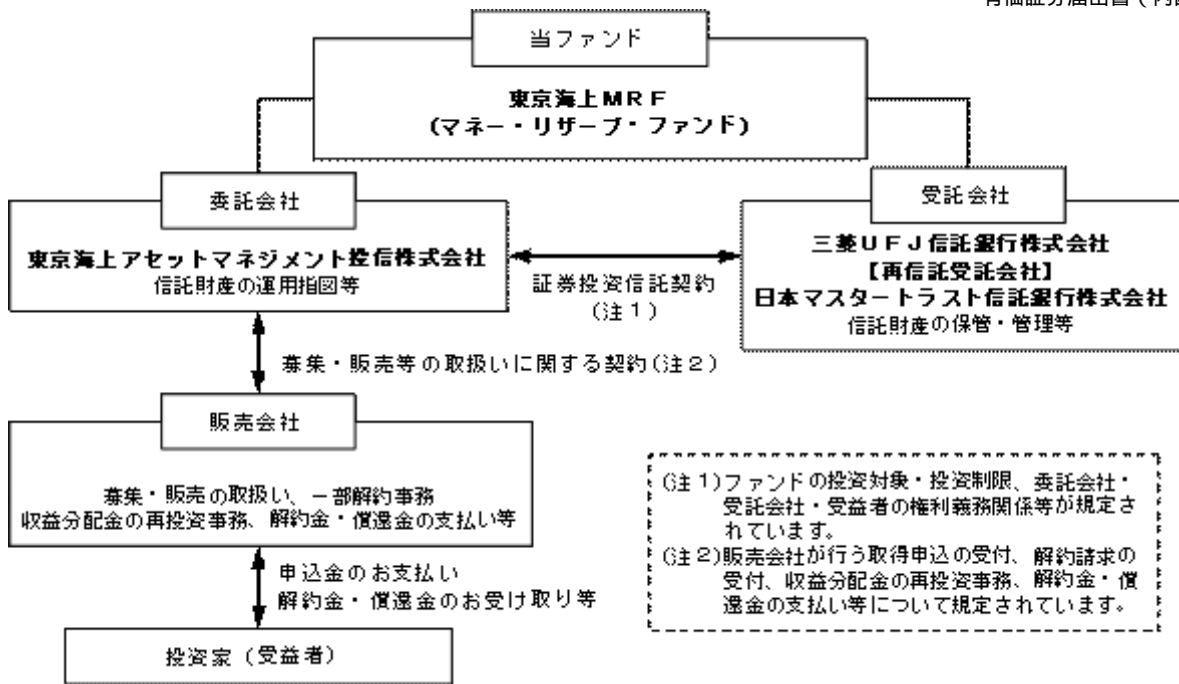 当ファンド
東京海上MRF
(マネー・リザーブ・ファンド)
委託会社
東京海上アセットマネジメント投信株式会社
信託財産の運用指図等
受託会社
三菱UFJ信託銀行株式会社
【再信託受託会社】
日本マスタートラスト信託銀行株式会社
信託財産の保管・管理等
証券投資信託契約
(注1)
募集・販売等の取扱いに関する契約(注2)
販売会社
募集・販売の取扱い、一部解約事務
収益分配金の再投資事務、解約金・償還金の支払い等
申込金のお支払い
解約金・償還金のお受け取り等
投資家(受益者)
(注1)ファンドの投資対象・投資制限、委託会社・
受託会社・受益者の権利義務関係等が規定さ
れています。
(注2)販売会社が行う取得申込の受付、解約請求の
受付、収益分配金の再投資事務、解約金・償
還金の支払い等について規定されています。